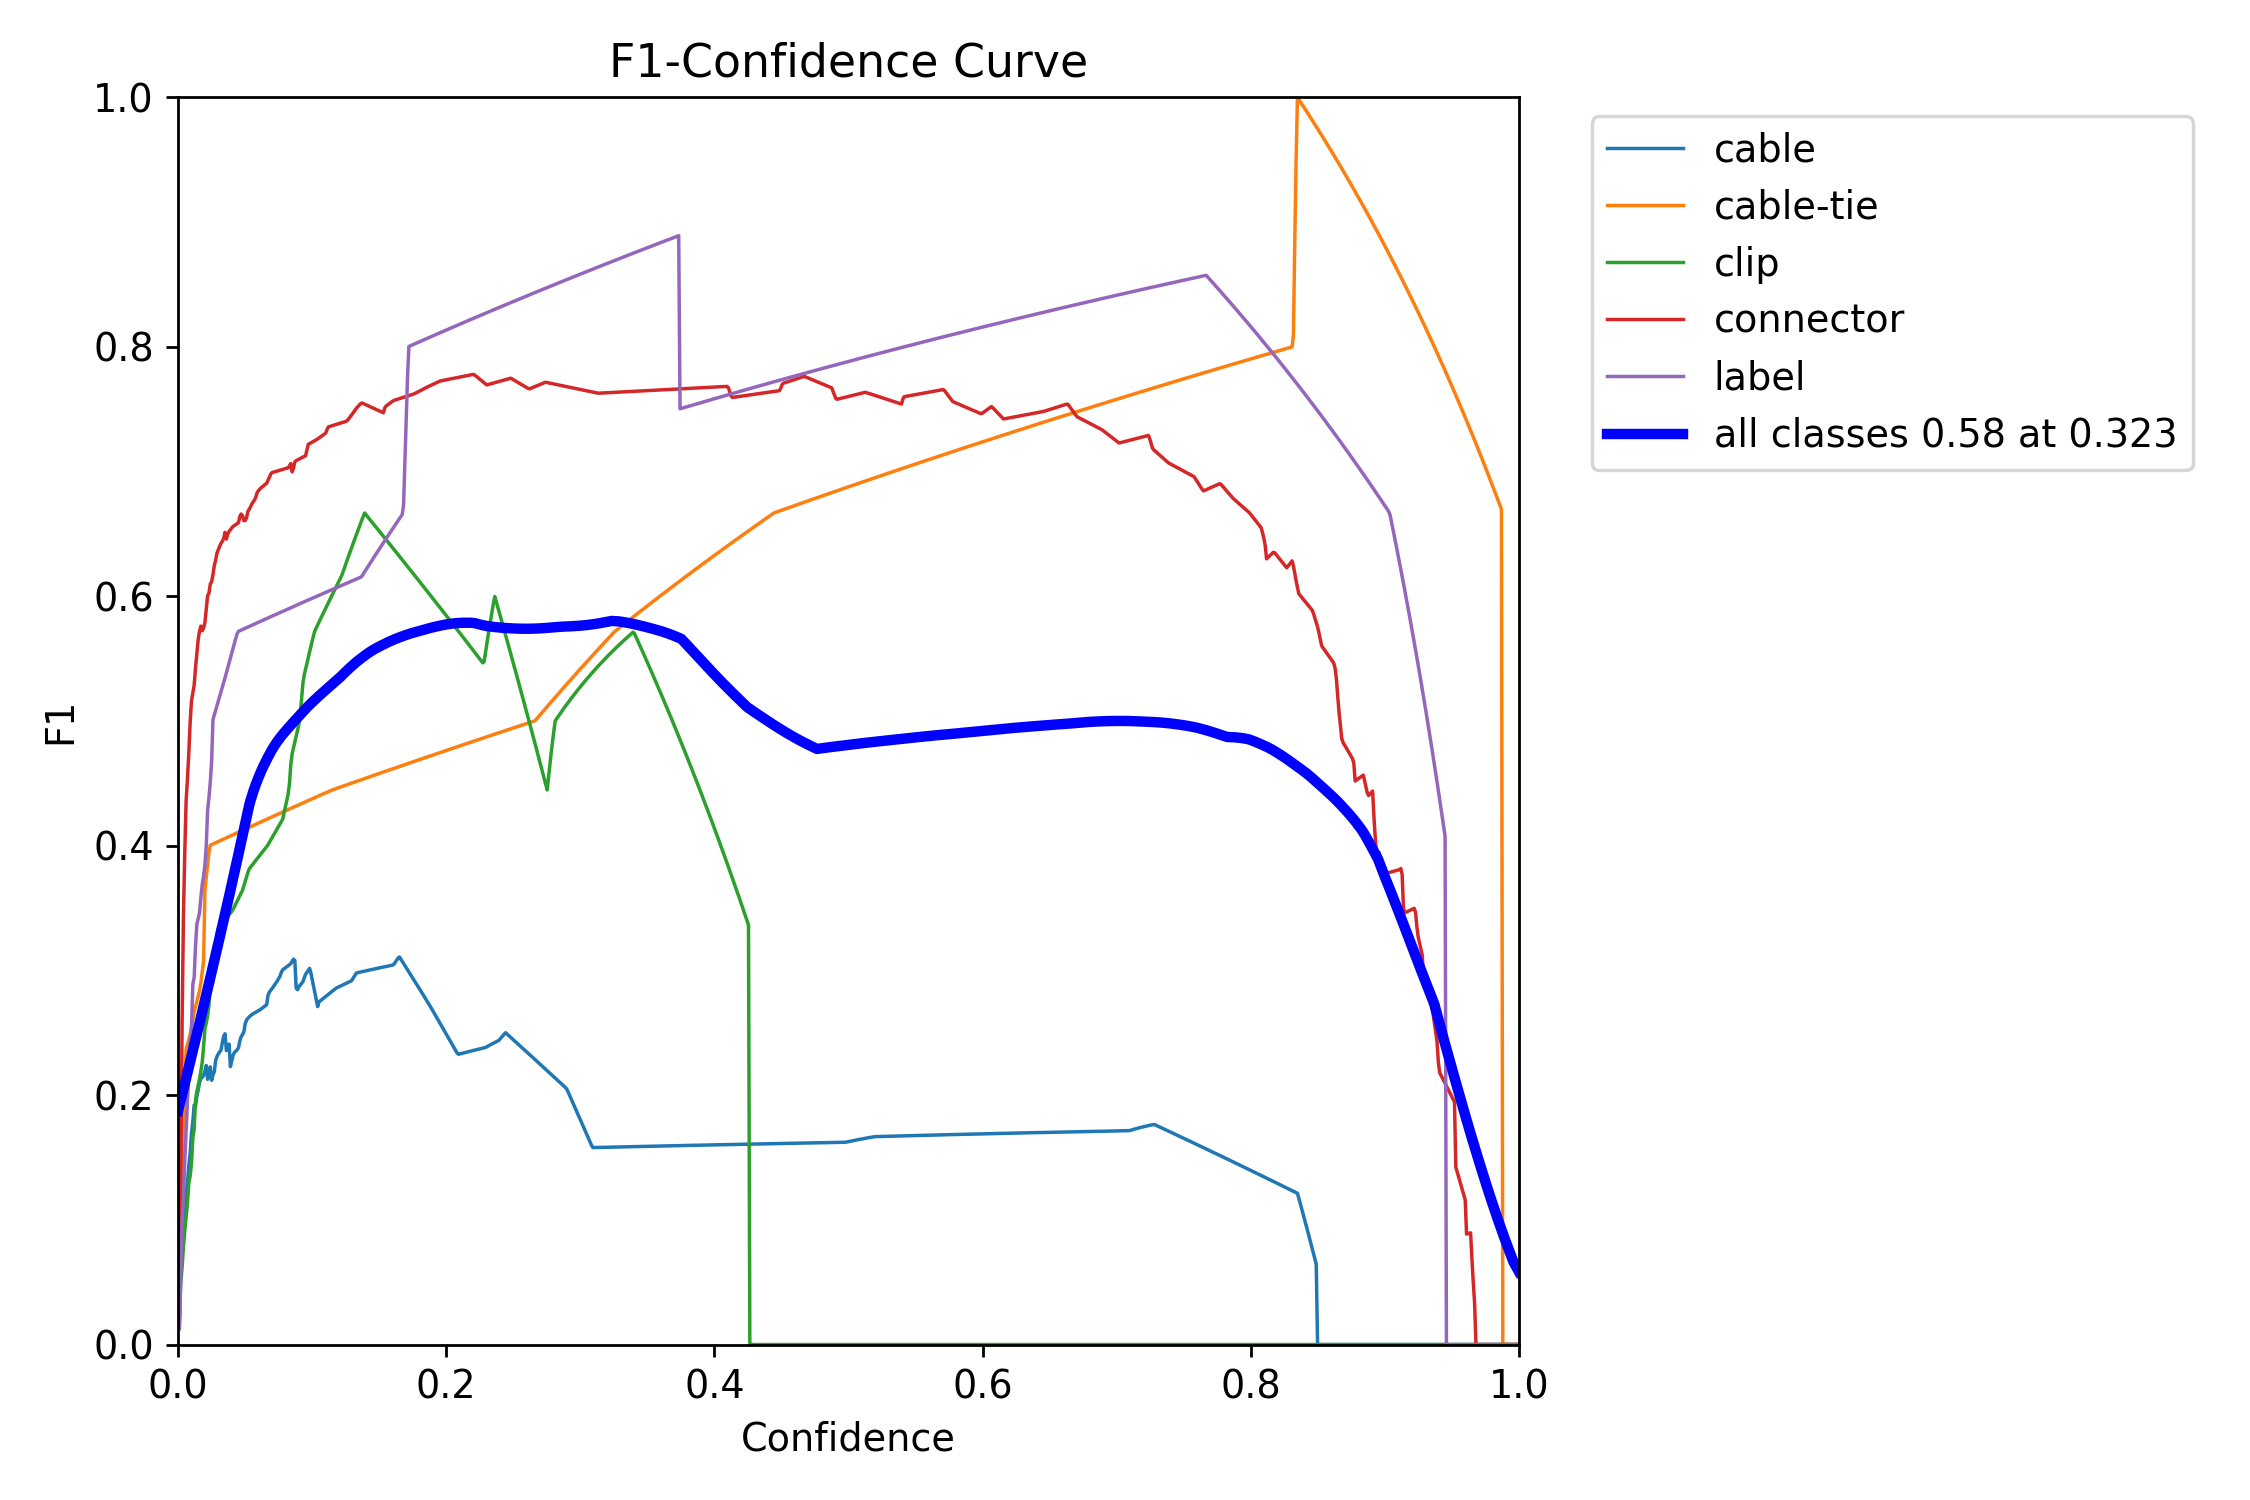 F1-Confidence Curve
1.0
0.8
0.6
0.4
0.2
0.0
F1
0.0 0.2 0.4 0.6 0.8 1.0
Confidence
cable
cable-tie
clip
connector
label
all classes 0.58 at 0.323